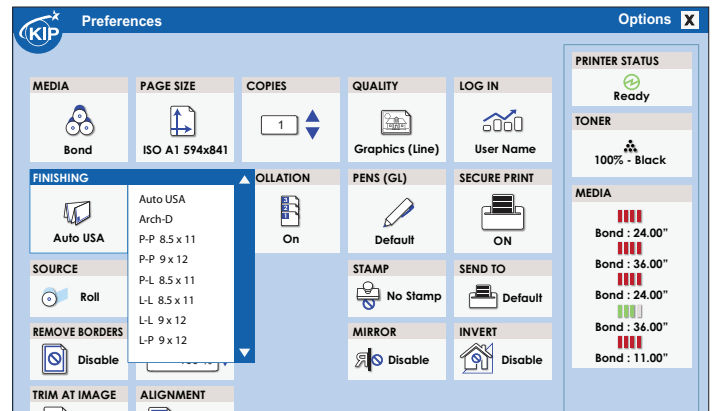 KIP
Preferences
Options X
MEDIA
Bond
PAGE SIZE
ISO A1 594x841
COPIES
1
QUALITY
Graphics (Line)
LOG IN
User Name
FINISHING
Auto USA
Auto USA
Arch-D
P-P 8.5 x 11
P-P 9 x 12
P-L 8.5 x 11
L-L 8.5 x 11
L-L 9 x 12
L-P 9 x 12
OLLATION
3
2
1
On
PENS (GL)
Default
SECURE PRINT
ON
SOURCE
Roll
STAMP
No Stamp
SEND TO
Default
REMOVE BORDERS
Disable
MIRROR
Disable
INVERT
Disable
TRIM AT IMAGE
ALIGNMENT
PRINTER STATUS
Ready
TONER
100% - Black
MEDIA
Bond : 24.00”
Bond : 36.00”
Bond : 24.00”
Bond : 36.00”
Bond : 11.00”